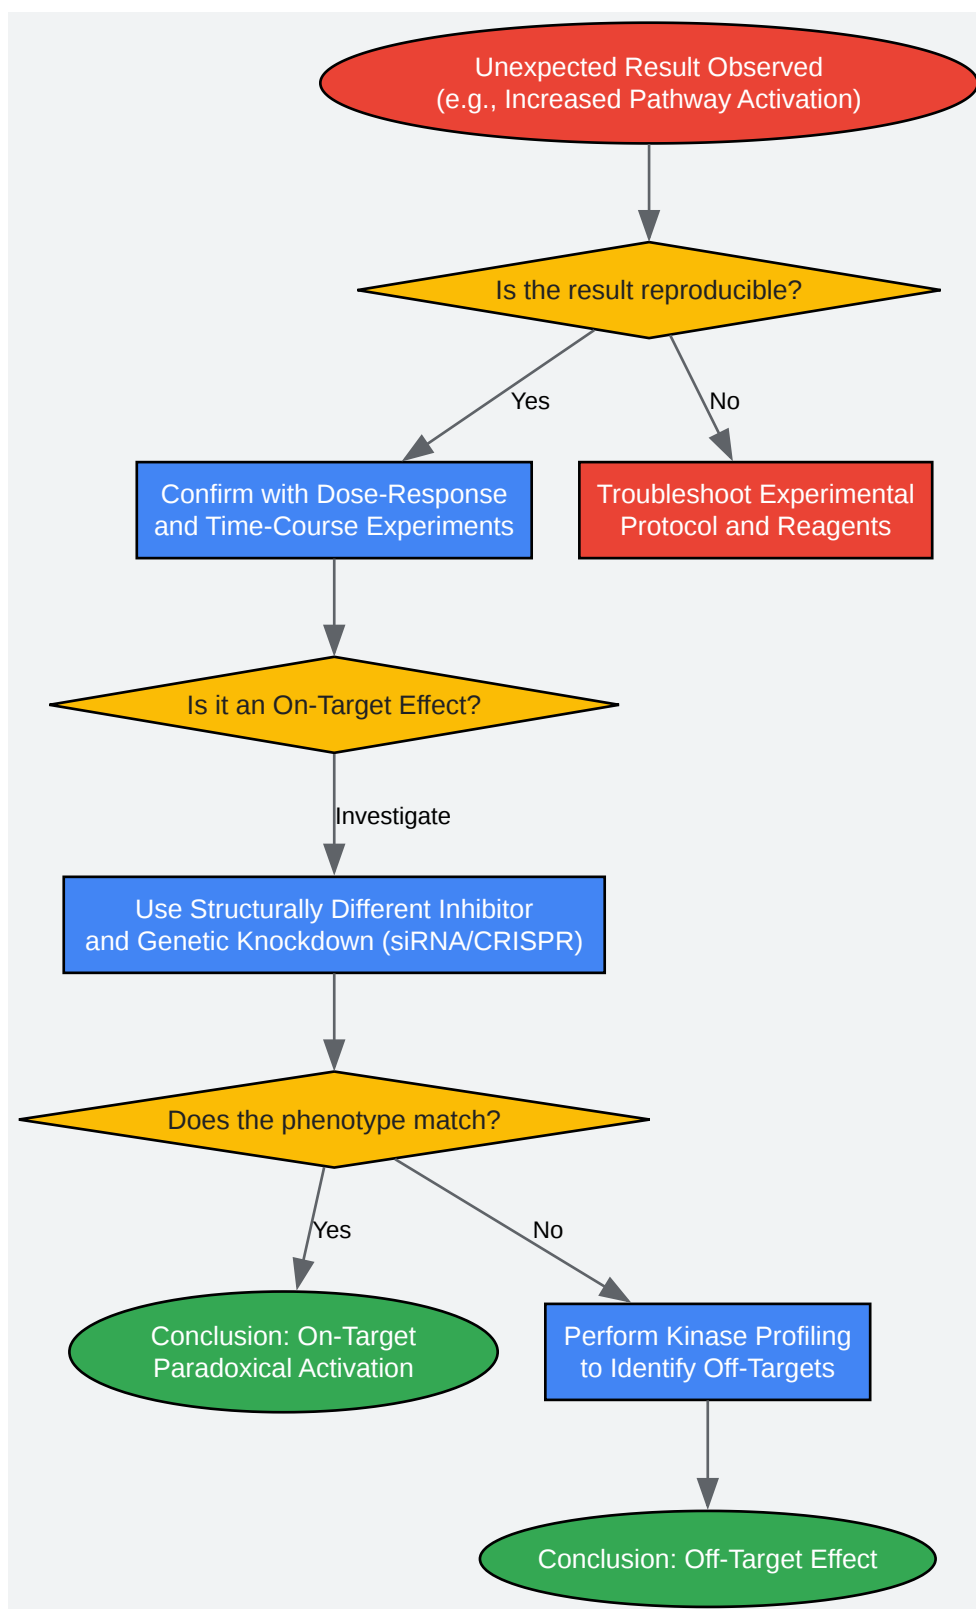 Unexpected Result Observed
(e.g., Increased Pathway Activation)
Is the result reproducible?
Yes
No
Confirm with Dose-Response
and Time-Course Experiments
Troubleshoot Experimental
Protocol and Reagents
Is it an On-Target Effect?
Investigate
Use Structurally Different Inhibitor
and Genetic Knockdown (siRNA/CRISPR)
Does the phenotype match?
Yes
No
Conclusion: On-Target
Paradoxical Activation
Perform Kinase Profiling
to Identify Off-Targets
Conclusion: Off-Target Effect